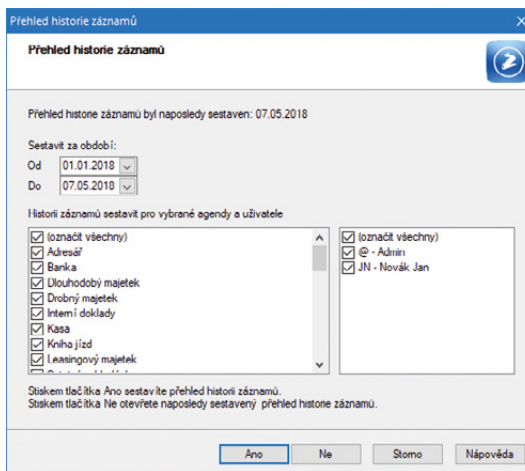 Přehled historie záznamů
Přehled historie záznamů
Přehled historie záznamů byl naposledy sestaven: 07.05.2018
Sestavit za období:
Od 01.01.2018
Do 07.05.2018
Historii záznamů sestavit pro vybrané agendy a uživatele
(označit všechny)
Adresář
Banka
Dlouhodobý majetek
Drobný majetek
Interní doklady
Kasa
Kniha jízd
Leasingový majetek
(označit všechny)
@ - Admin
JN - Novák Jan
Stiskem tlačítka Ano sestavíte přehled historii záznamů.
Stiskem tlačítka Ne otevřete naposledy sestavený přehled historie záznamů.
Ano Ne Storno Nápověda